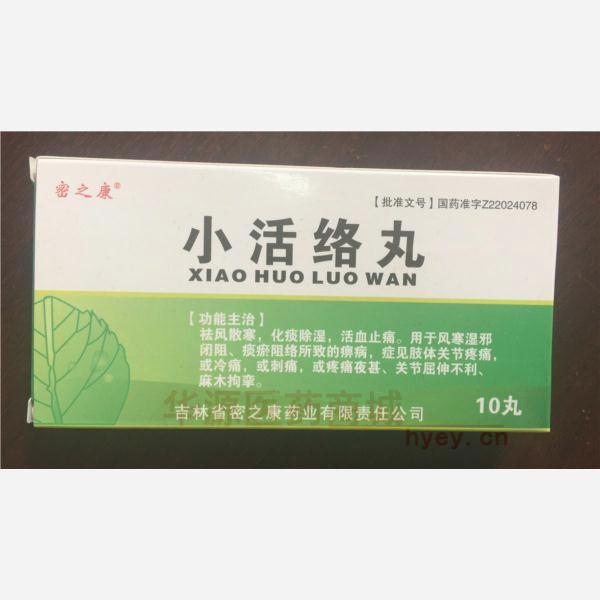 密之康®
【批准文号】国药准字Z22024078
小活络丸
XIAO HUO LUO WAN
【功能主治】
祛风散寒，化痰除湿，活血止痛。用于风寒湿邪
闭阻、痰瘀阻络所致的痹病，症见肢体关节疼痛，
或冷痛，或刺痛，或疼痛夜甚、关节屈伸不利、
麻木拘挛。
华源医药商城
吉林省密之康药业有限责任公司
10丸
hyey.cn